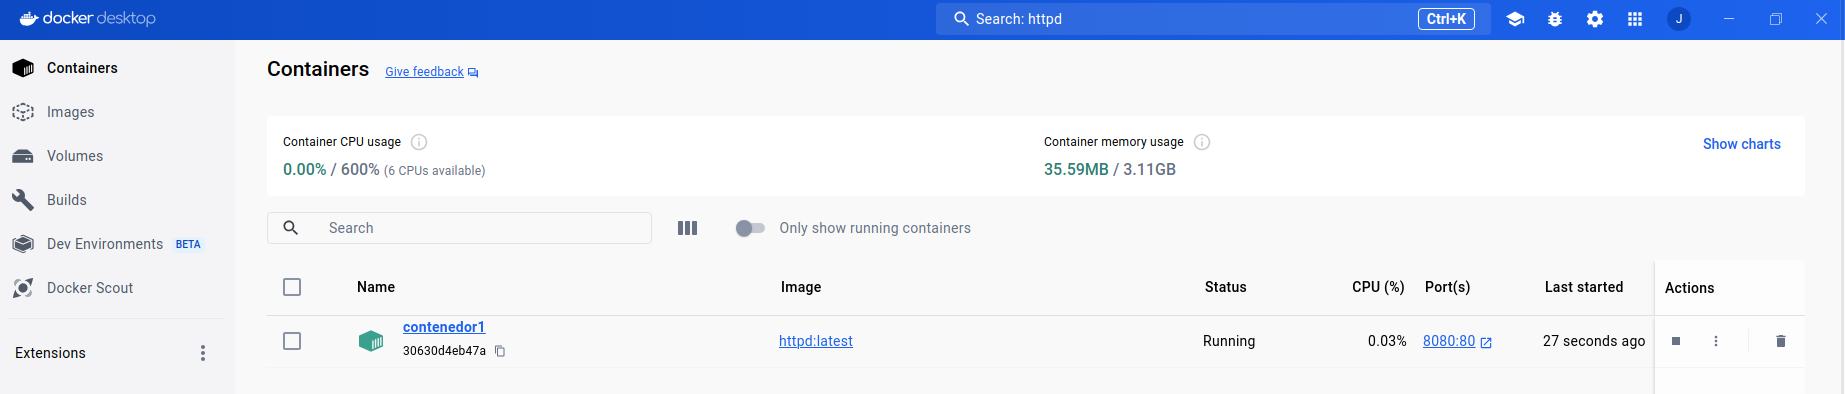 docker desktop
Search: httpd
Ctrl+K
J
Containers
Images
Volumes
Builds
Dev Environments BETA
Docker Scout
Extensions
Containers Give feedback
Container CPU usage
0.00% / 600% (6 CPUs available)
Container memory usage
35.59MB / 3.11GB
Show charts
Search
Only show running containers
Name Image Status CPU (%) Port(s) Last started Actions
contenedor1
30630d4eb47a
httpd:latest Running 0.03% 8080:80 27 seconds ago